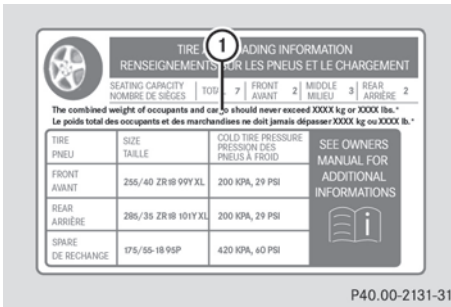 1
TIRE A ADING INFORMATION
RENSEIGNEMENTS SUR LES PNEUS ET LE CHARGEMENT
SEATING CAPACITY TOTAL 7 FRONT 2 MIDDLE 3 REAR 2
NOMBRE DE SIÈGES AVANT MILIEU ARRIÈRE
The combined weight of occupants and cargo should never exceed XXXX kg or XXXX lbs.*
Le poids total des occupants et des marchandises ne doit jamais dépasser XXXX kg ou XXXX lb.*
TIRE SIZE COLD TIRE PRESSURE
PNEU TAILLE PRESSION DES
PNEUS À FROID
FRONT
AVANT 255/40 ZR18 99Y XL 200 KPA, 29 PSI
REAR
ARRIÈRE 285/35 ZR18 101Y XL 200 KPA, 29 PSI
SPARE
DE RECHANGE 175/55-18 95P 420 KPA, 60 PSI
SEE OWNERS
MANUAL FOR
ADDITIONAL
INFORMATIONS
i
P40.00-2131-31